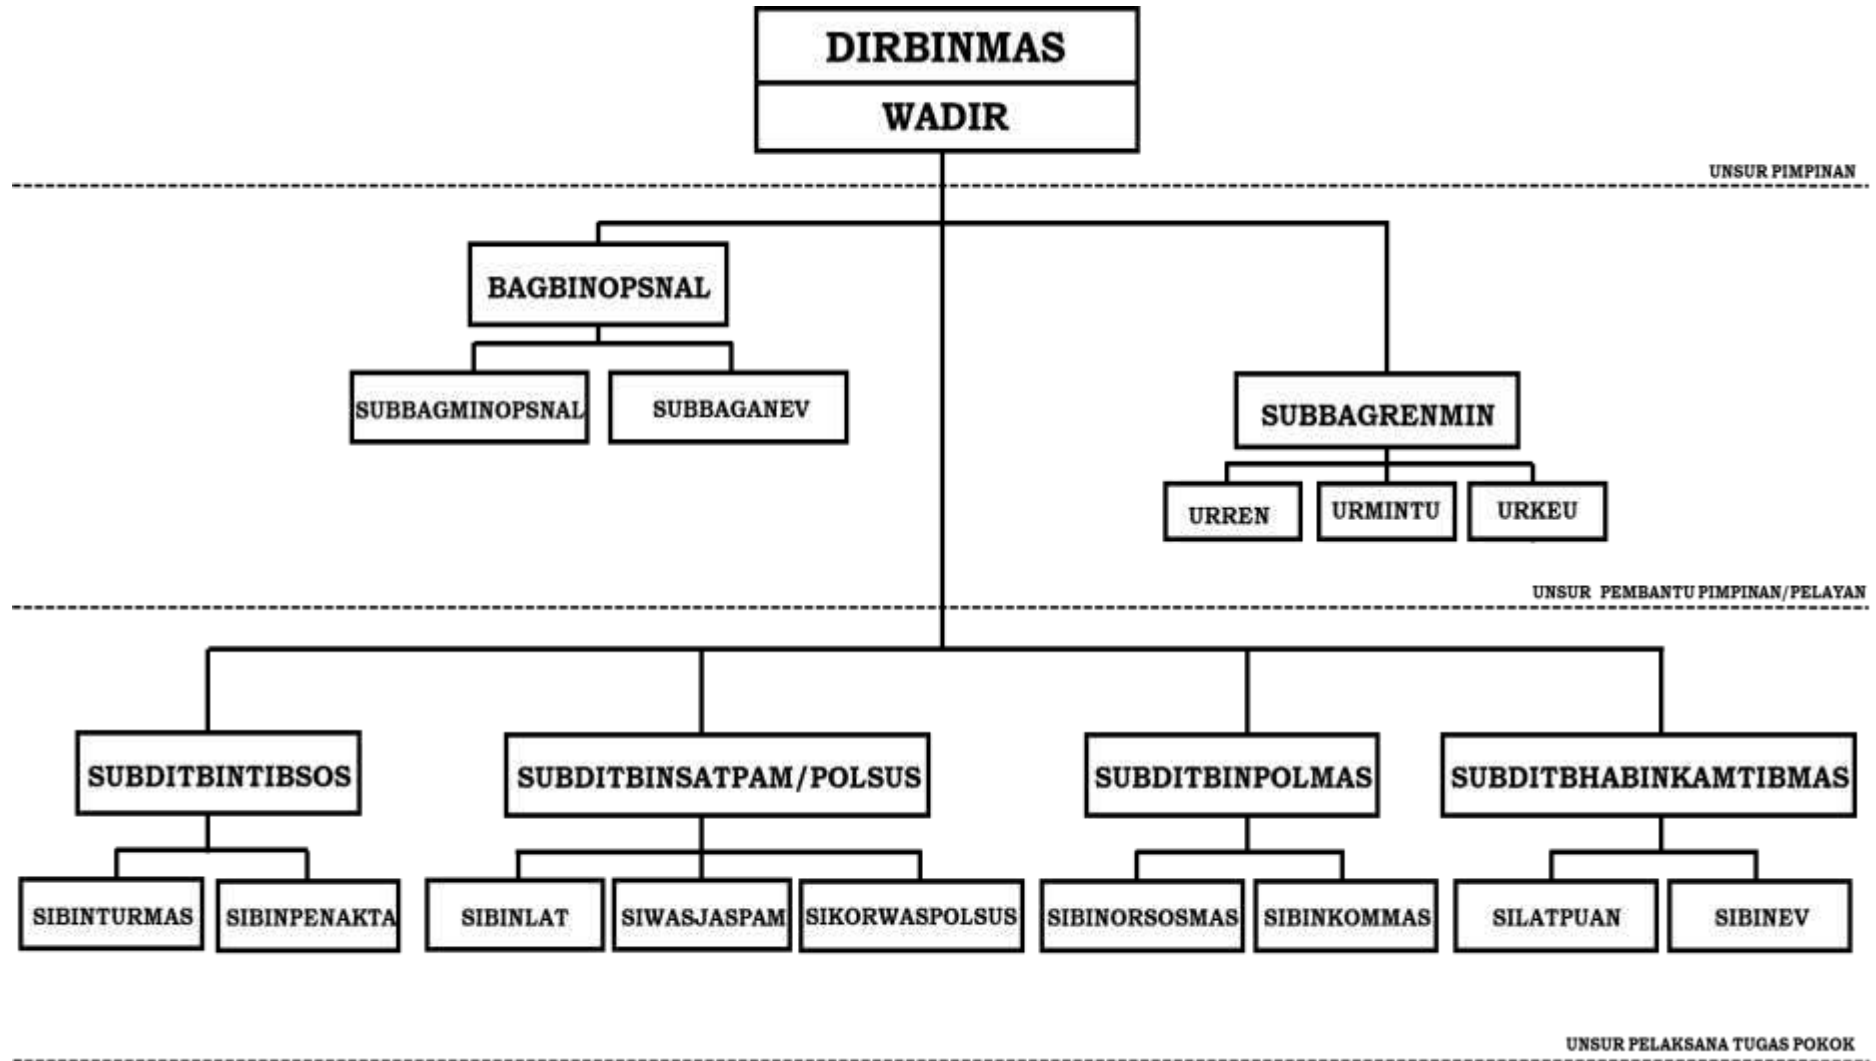 DIRBINMAS
WADIR
UNSUR PIMPINAN
BAGBINOPSNAL
SUBBAGMINOPSNAL
SUBBAGANEV
SUBBAGRENMIN
URREN
URMINTU
URKEU
UNSUR PEMBANTU PIMPINAN/PELAYAN
SUBDITBINTIBSOS
SUBDITBINSATPAM/POLSUS
SUBDITBINPOLMAS
SUBDITBHABINKAMTIBMAS
SIBINTURMAS
SIBINPENAKTA
SIBINLAT
SIWASJASPAM
SIKORWASPOLSUS
SIBINORSOSMAS
SIBINKOMMAS
SILATPUAN
SIBINEV
UNSUR PELAKSANA TUGAS POKOK